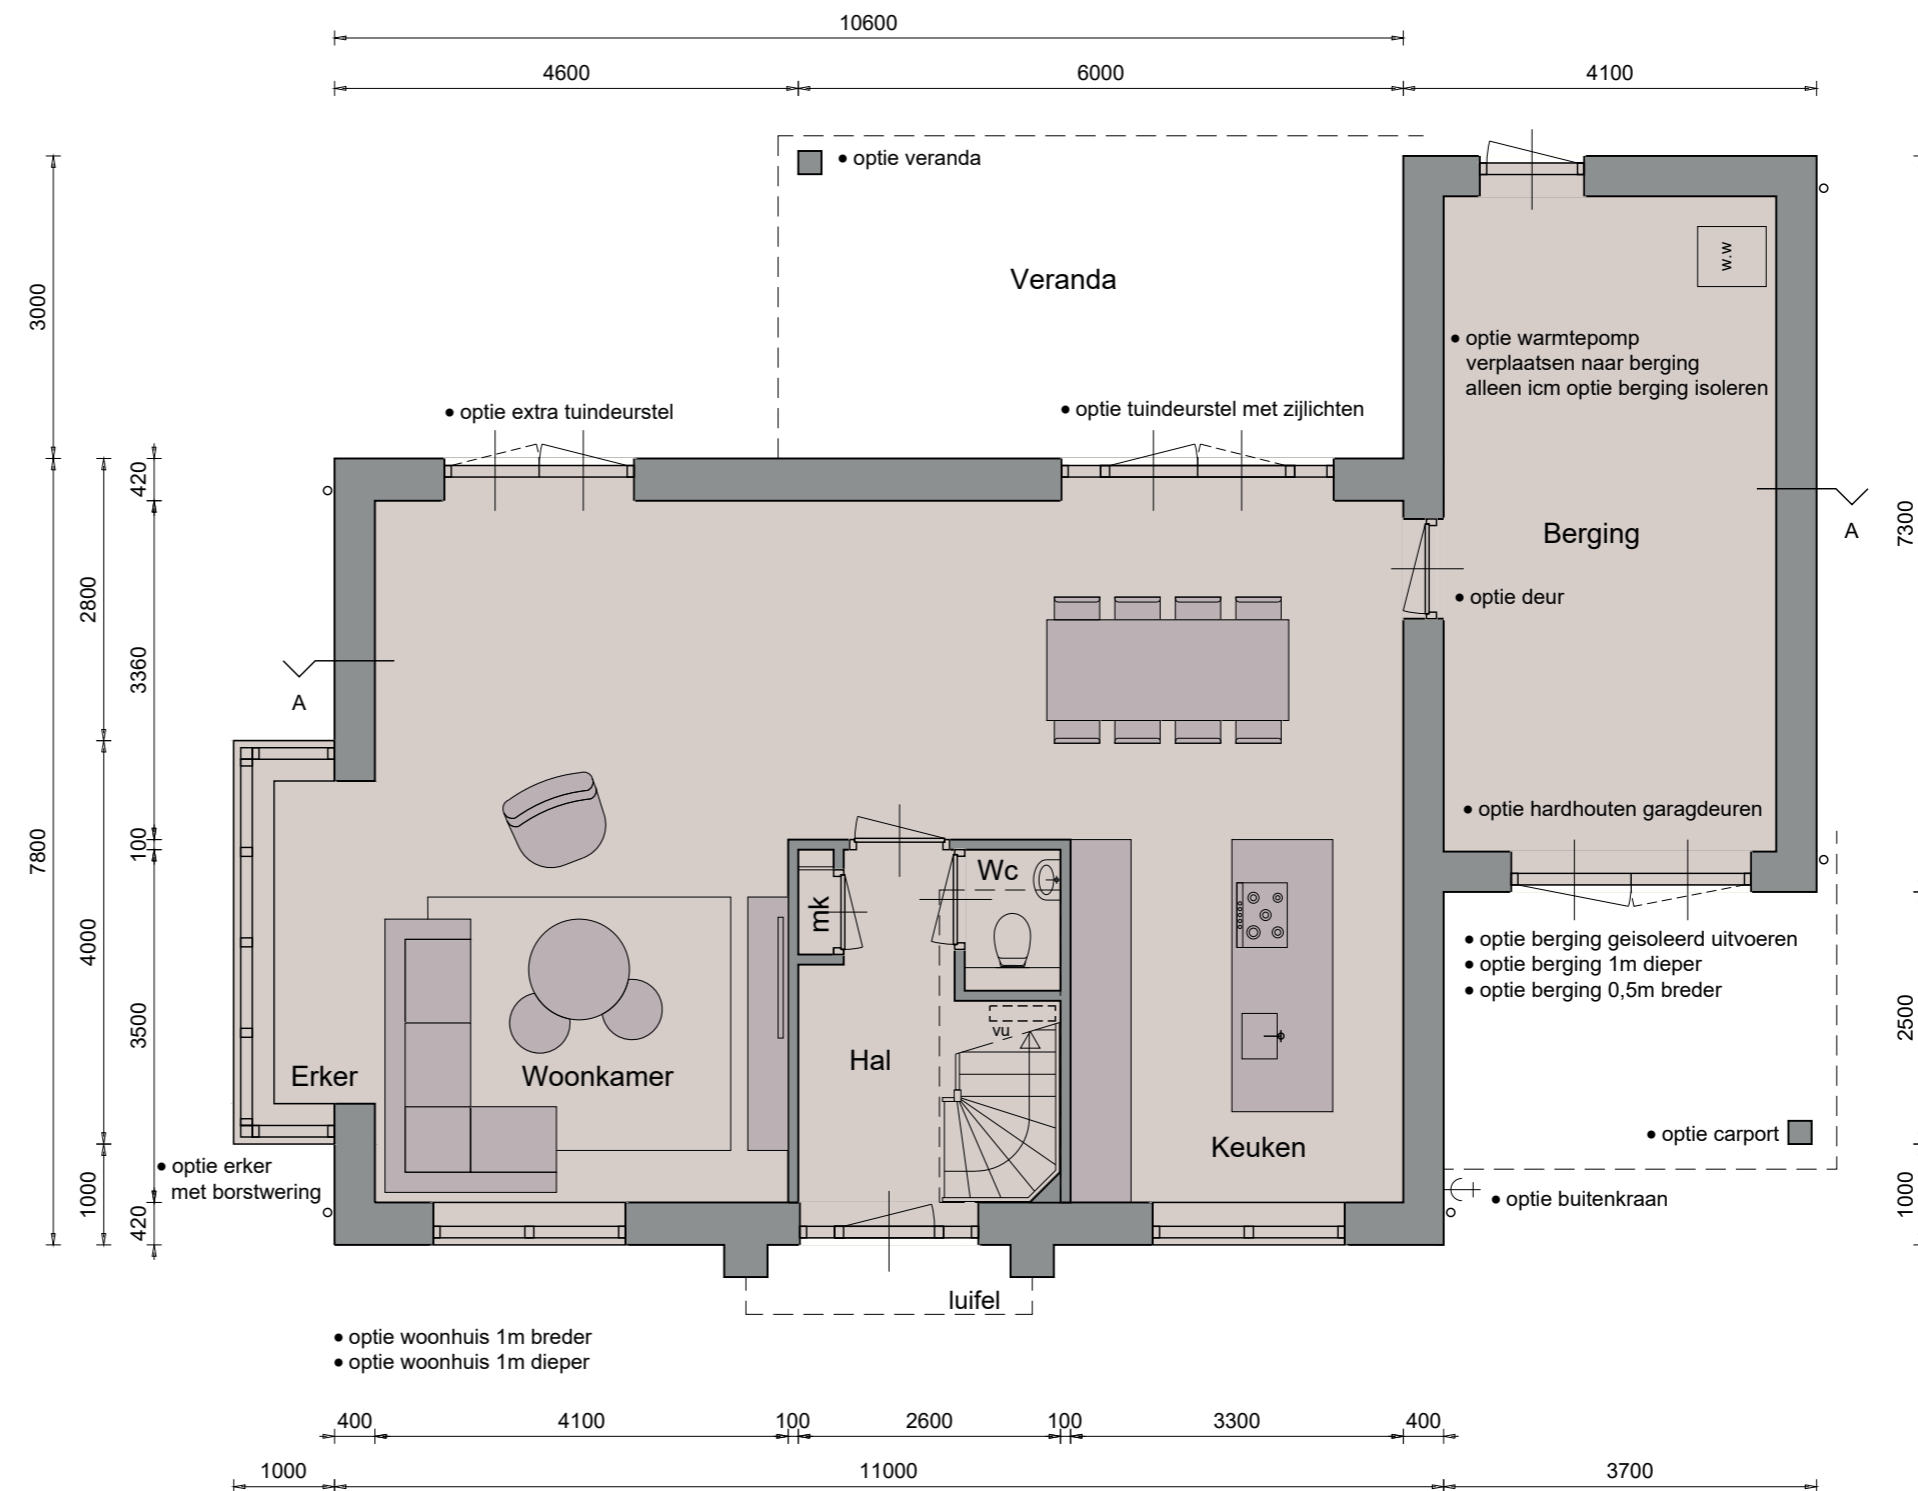 10600
4600
6000
4100
• optie veranda
Veranda
w.w
3000
• optie warmtepomp
verplaatsen naar berging
alleen icm optie berging isoleren
• optie extra tuindeurstel
• optie tuindeurstel met zijlichten
420
A
7300
Berging
2800
• optie deur
3360
A
• optie hardhouten garagdeuren
7800
100
Wc
mk
4000
• optie berging geisoleerd uitvoeren
• optie berging 1m dieper
• optie berging 0,5m breder
3500
2500
vu
Hal
Erker
Woonkamer
Keuken
• optie carport
• optie erker
met borstwering
1000
420
1000
• optie buitenkraan
luifel
• optie woonhuis 1m breder
• optie woonhuis 1m dieper
400
4100
100
2600
100
3300
400
1000
11000
3700